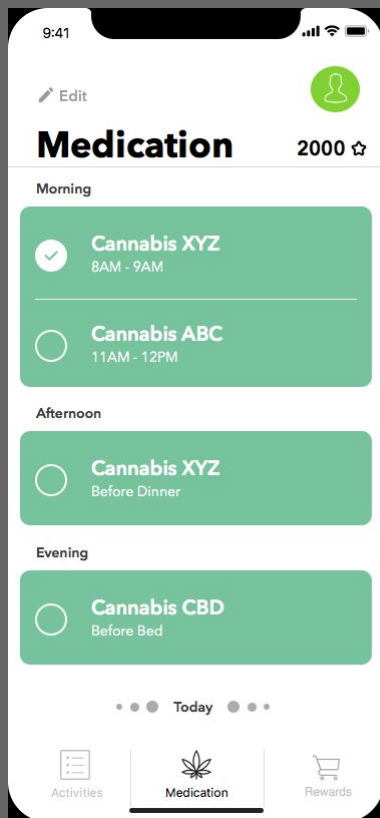 9:41
Edit
Medication
2000
Morning
Cannabis XYZ
8AM - 9AM
Cannabis ABC
11AM - 12PM
Afternoon
Cannabis XYZ
Before Dinner
Evening
Cannabis CBD
Before Bed
Today
Activities
Medication
Rewards